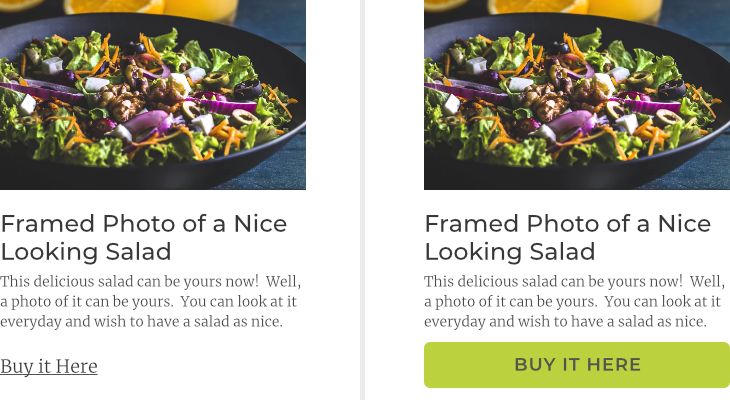 Framed Photo of a Nice
Looking Salad
This delicious salad can be yours now!  Well,
a photo of it can be yours.  You can look at it
everyday and wish to have a salad as nice.
Buy it Here
Framed Photo of a Nice
Looking Salad
This delicious salad can be yours now!  Well,
a photo of it can be yours.  You can look at it
everyday and wish to have a salad as nice.
BUY IT HERE